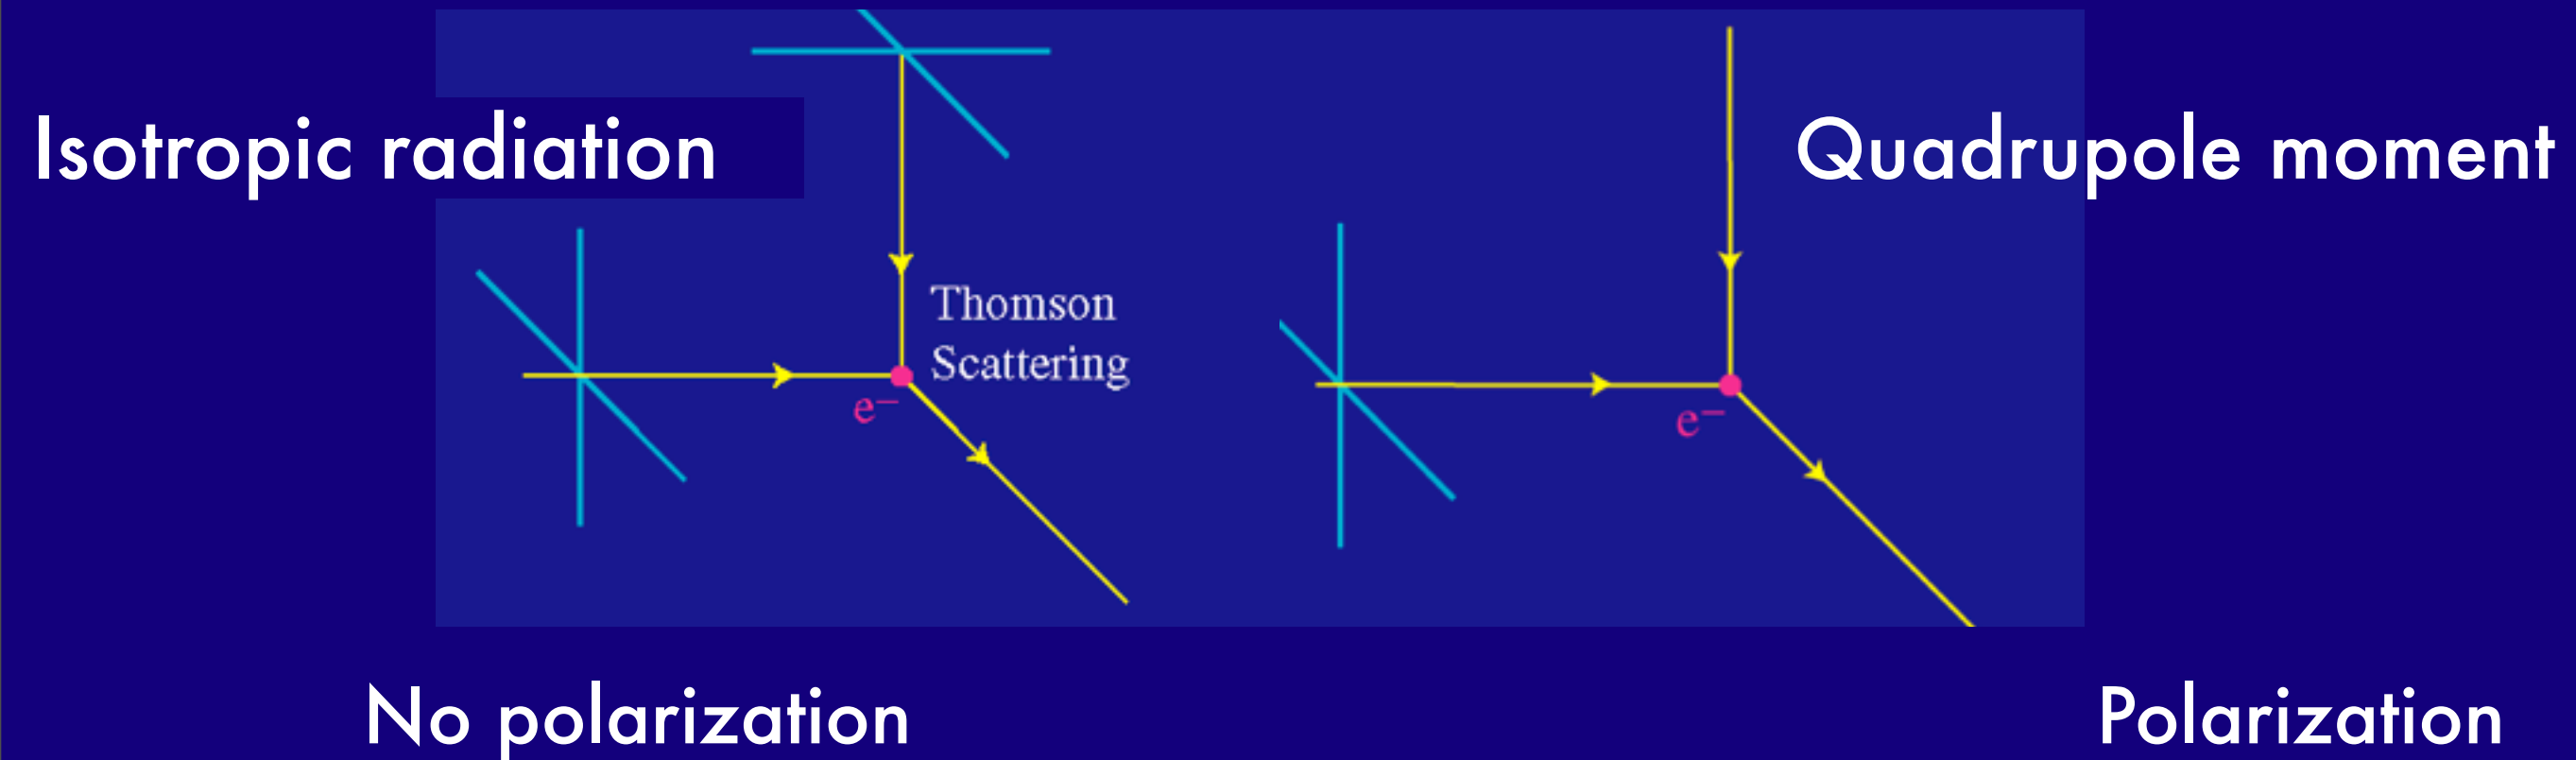 Isotropic radiation
Quadrupole moment
Thomson
Scattering
e−
e−
No polarization
Polarization